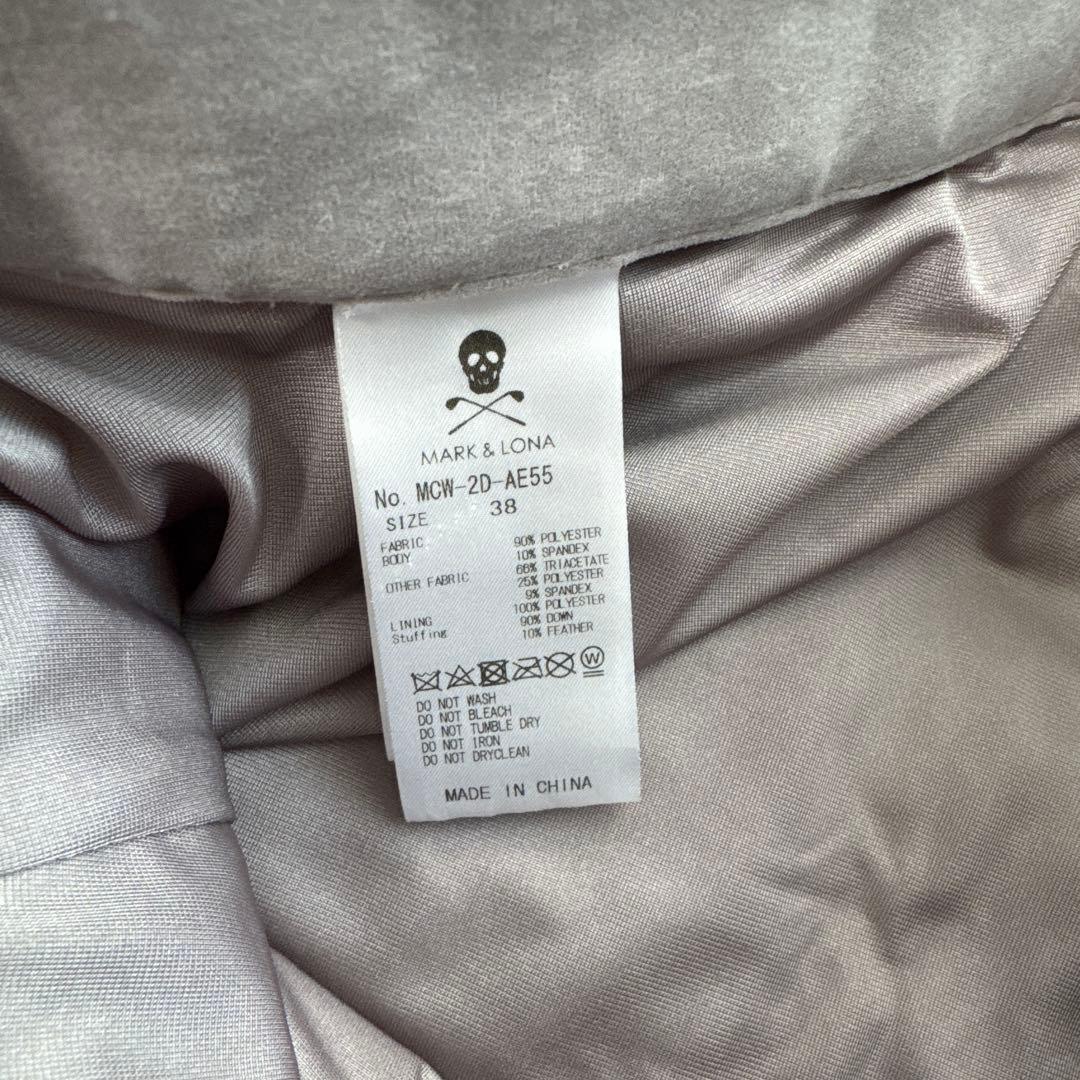 MARK & LONA
No. MCW-2D-AE55
SIZE 38
FABRIC
BODY 90% POLYESTER
10% SPANDEX
OTHER FABRIC 66% TRIACETATE
25% POLYESTER
9% SPANDEX
LINING 100% POLYESTER
Stuffing 90% DOWN
10% FEATHER
W
DO NOT WASH
DO NOT BLEACH
DO NOT TUMBLE DRY
DO NOT IRON
DO NOT DRYCLEAN
MADE IN CHINA